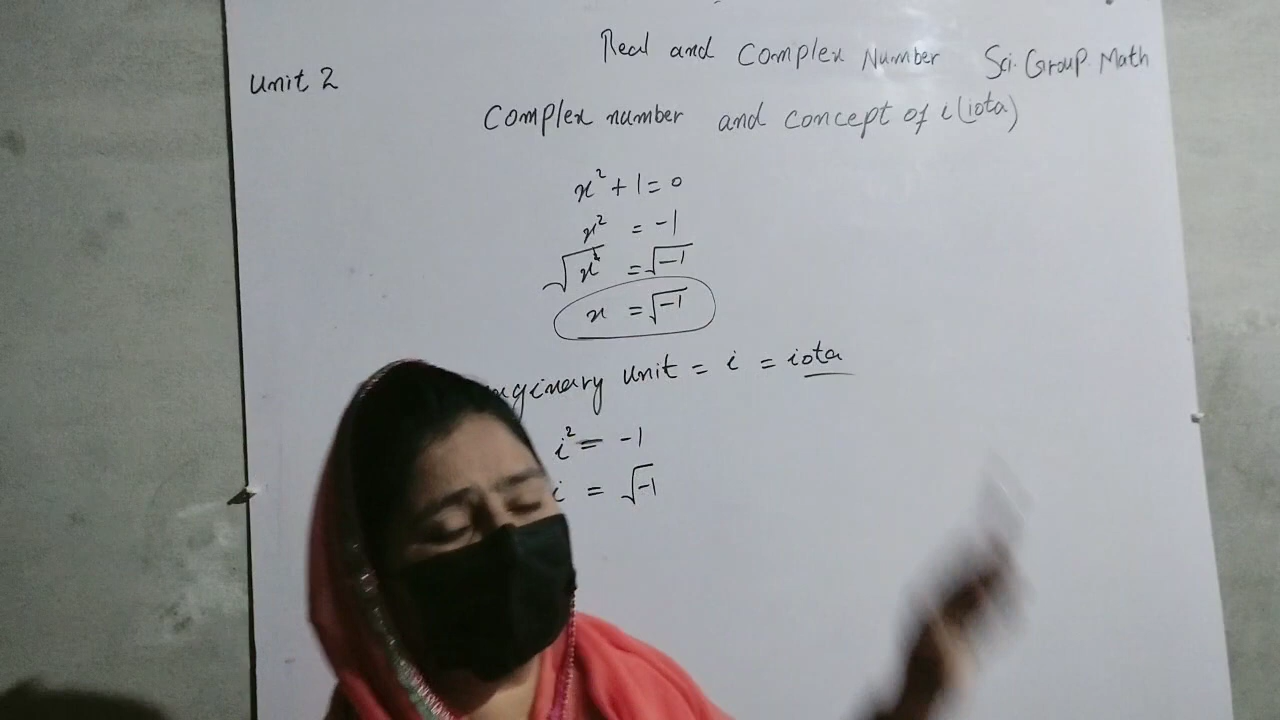 Real and Complex Number Sci. Group Math
Unit 2
Complex number and concept of i (iota)
x² + 1 = 0
x² = -1
√x² = √-1
x = √-1
unit = i = iota
i² = -1
i = √-1